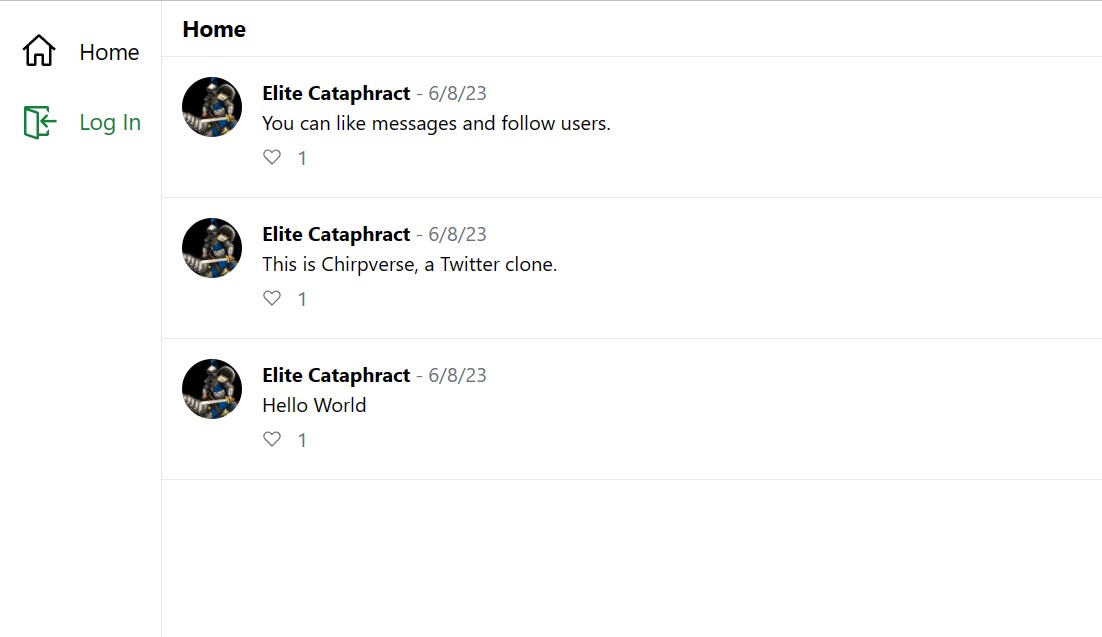 Home
Log In
Home
Elite Cataphract - 6/8/23
You can like messages and follow users.
1
Elite Cataphract - 6/8/23
This is Chirpverse, a Twitter clone.
1
Elite Cataphract - 6/8/23
Hello World
1